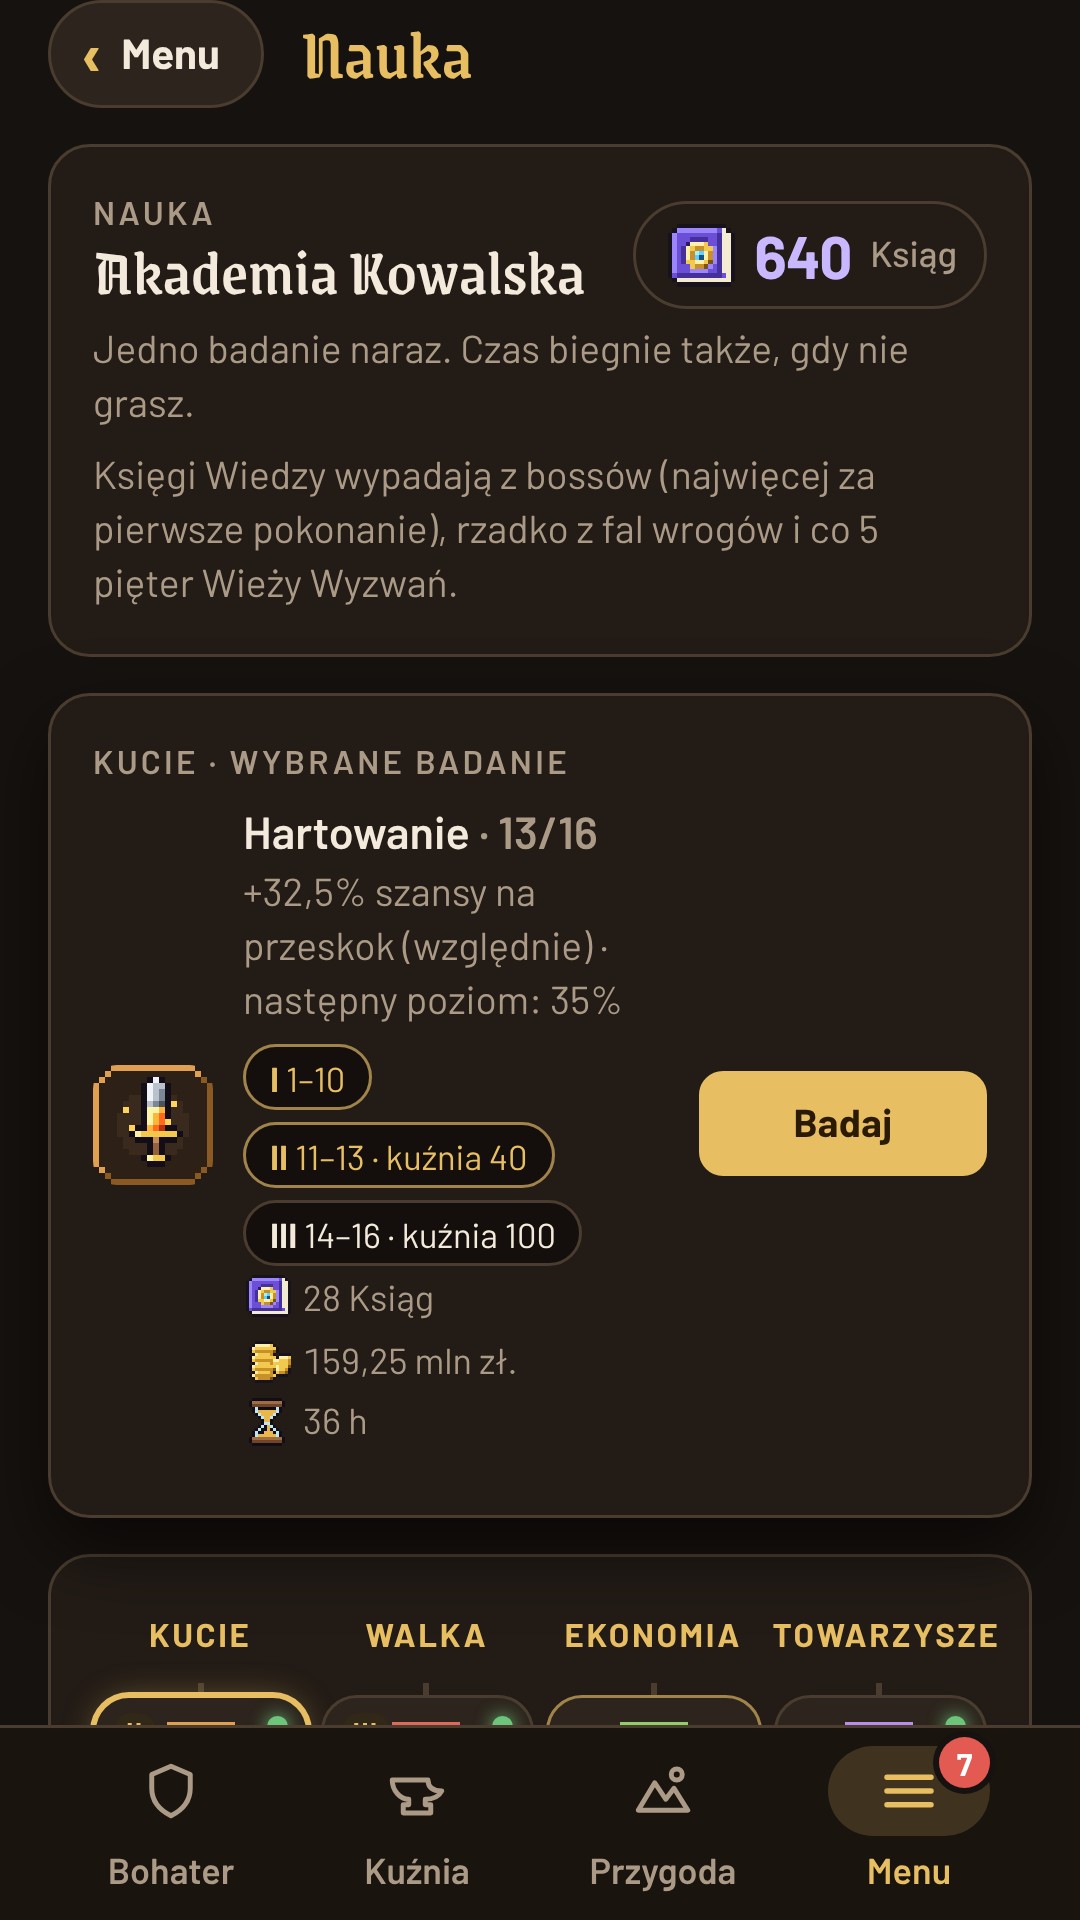 ‹ Menu
Nauka
NAUKA
Akademia Kowalska
640 Ksiąg
Jedno badanie naraz. Czas biegnie także, gdy nie
grasz.
Księgi Wiedzy wypadają z bossów (najwięcej za
pierwsze pokonanie), rzadko z fal wrogów i co 5
pięter Wieży Wyzwań.
KUCIE · WYBRANE BADANIE
Hartowanie · 13/16
+32,5% szansy na
przeskok (względnie) ·
następny poziom: 35%
I 1–10
II 11–13 · kuźnia 40
III 14–16 · kuźnia 100
28 Ksiąg
159,25 mln zł.
36 h
Badaj
KUCIE
WALKA
EKONOMIA
TOWARZYSZE
Bohater
Kuźnia
Przygoda
7
Menu